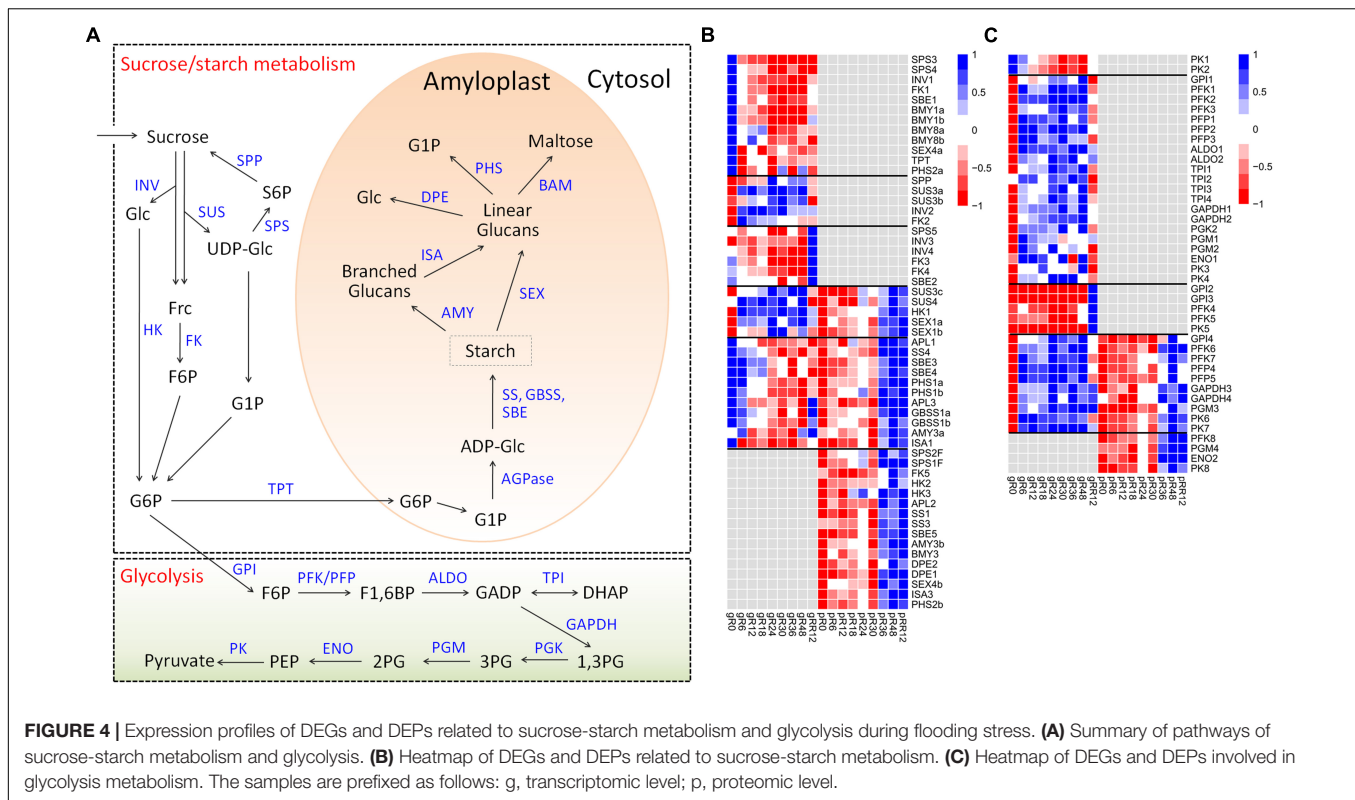 A
Sucrose/starch metabolism
Amyloplast
Cytosol
Sucrose
SPP
S6P
INV
SUS
SPS
Glc
UDP-Glc
Frc
HK
FK
F6P
G1P
G6P
TPT
G1P
Maltose
PHS
BAM
Glc
DPE
Linear
Glucans
ISA
Branched
Glucans
SEX
AMY
Starch
SS, GBSS,
SBE
ADP-Glc
AGPase
G6P
G1P
Glycolysis
GPI
F6P
PFK/PFP
F1,6BP
ALDO
GADP
TPI
DHAP
GAPDH
Pyruvate
PK
PEP
ENO
2PG
PGM
3PG
PGK
1,3PG
B
SPS3
SPS4
INV1
FK1
SBE1
BMY1a
BMY1b
BMY8a
BMY8b
SEX4a
TPT
PHS2a
SPP
SUS3a
SUS3b
INV2
FK2
SPS5
INV3
INV4
FK3
FK4
SBE2
SUS3c
SUS4
HK1
SEX1a
SEX1b
APL1
SS4
SBE3
SBE4
PHS1a
PHS1b
APL3
GBSS1a
GBSS1b
AMY3a
ISA1
SPS2F
SPS1F
FK5
HK2
HK3
APL2
SS1
SS3
SBE5
AMY3b
BMY3
DPE2
DPE1
SEX4b
ISA3
PHS2b
gR0
gR6
gR12
gR18
gR24
gR30
gR36
gR48
gRR12
pR0
pR6
pR12
pR18
pR24
pR30
pR36
pR48
pRR12
1
0.5
0
−0.5
−1
C
PK1
PK2
GPI1
PFK1
PFK2
PFK3
PFP1
PFP2
PFP3
ALDO1
ALDO2
TPI1
TPI2
TPI3
TPI4
GAPDH1
GAPDH2
PGK2
PGM1
PGM2
ENO1
PK3
PK4
GPI2
GPI3
PFK4
PFK5
PK5
GPI4
PFK6
PFK7
PFP4
PFP5
GAPDH3
GAPDH4
PGM3
PK6
PK7
PFK8
PGM4
ENO2
PK8
gR0
gR6
gR12
gR18
gR24
gR30
gR36
gR48
gRR12
pR0
pR6
pR12
pR18
pR24
pR30
pR36
pR48
pRR12
1
0.5
0
−0.5
−1
FIGURE 4 | Expression profiles of DEGs and DEPs related to sucrose-starch metabolism and glycolysis during flooding stress. (A) Summary of pathways of
sucrose-starch metabolism and glycolysis. (B) Heatmap of DEGs and DEPs related to sucrose-starch metabolism. (C) Heatmap of DEGs and DEPs involved in
glycolysis metabolism. The samples are prefixed as follows: g, transcriptomic level; p, proteomic level.